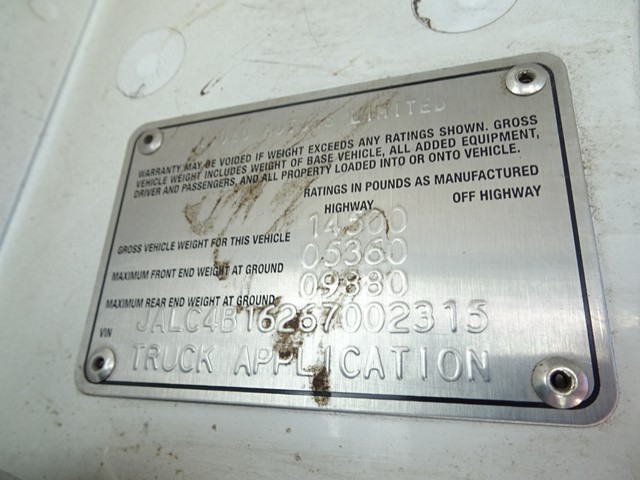 ISUZU MOTORS LIMITED
WARRANTY MAY BE VOIDED IF WEIGHT EXCEEDS ANY RATINGS SHOWN. GROSS
VEHICLE WEIGHT INCLUDES WEIGHT OF BASE VEHICLE, ALL ADDED EQUIPMENT,
DRIVER AND PASSENGERS, AND ALL PROPERTY LOADED INTO OR ONTO VEHICLE.
RATINGS IN POUNDS AS MANUFACTURED
HIGHWAY OFF HIGHWAY
GROSS VEHICLE WEIGHT FOR THIS VEHICLE 14500
MAXIMUM FRONT END WEIGHT AT GROUND 05360
MAXIMUM REAR END WEIGHT AT GROUND 09880
VIN JALC4B16267002315
TRUCK APPLICATION